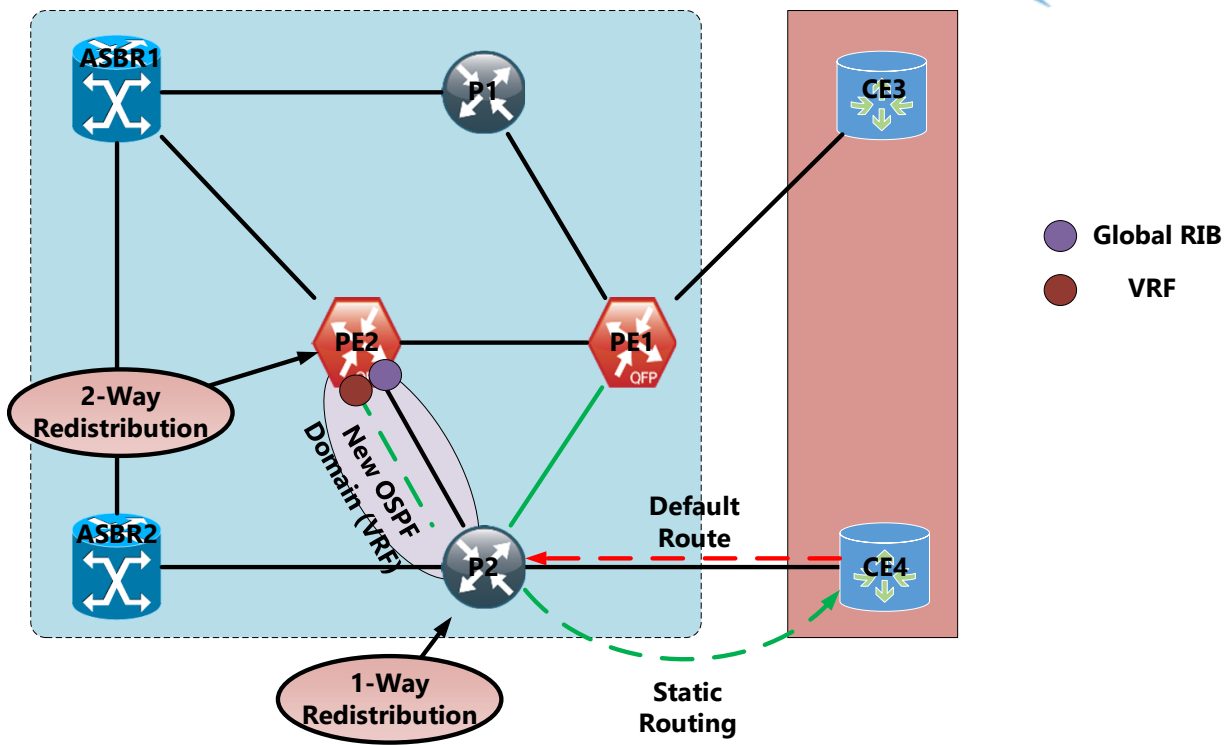 ASBR1
P1
CE3
Global RIB
VRF
PE2
PE1
QFP
2-Way
Redistribution
New OSPF
Domain (VRF)
Default
Route
ASBR2
P2
CE4
1-Way
Redistribution
Static
Routing